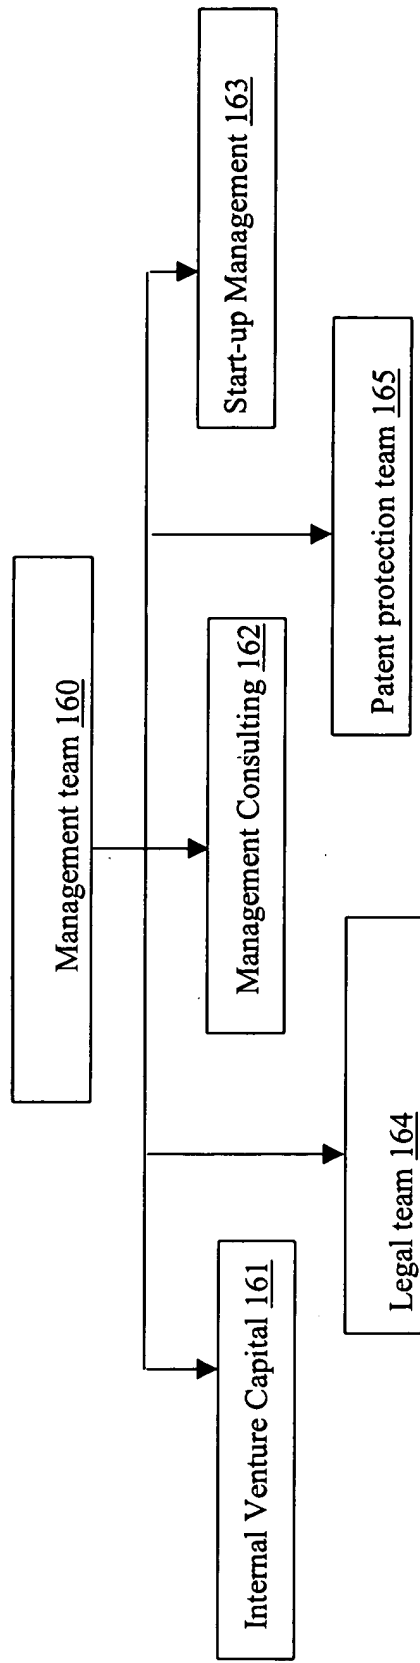 Management team 160
Internal Venture Capital 161
Management Consulting 162
Start-up Management 163
Legal team 164
Patent protection team 165